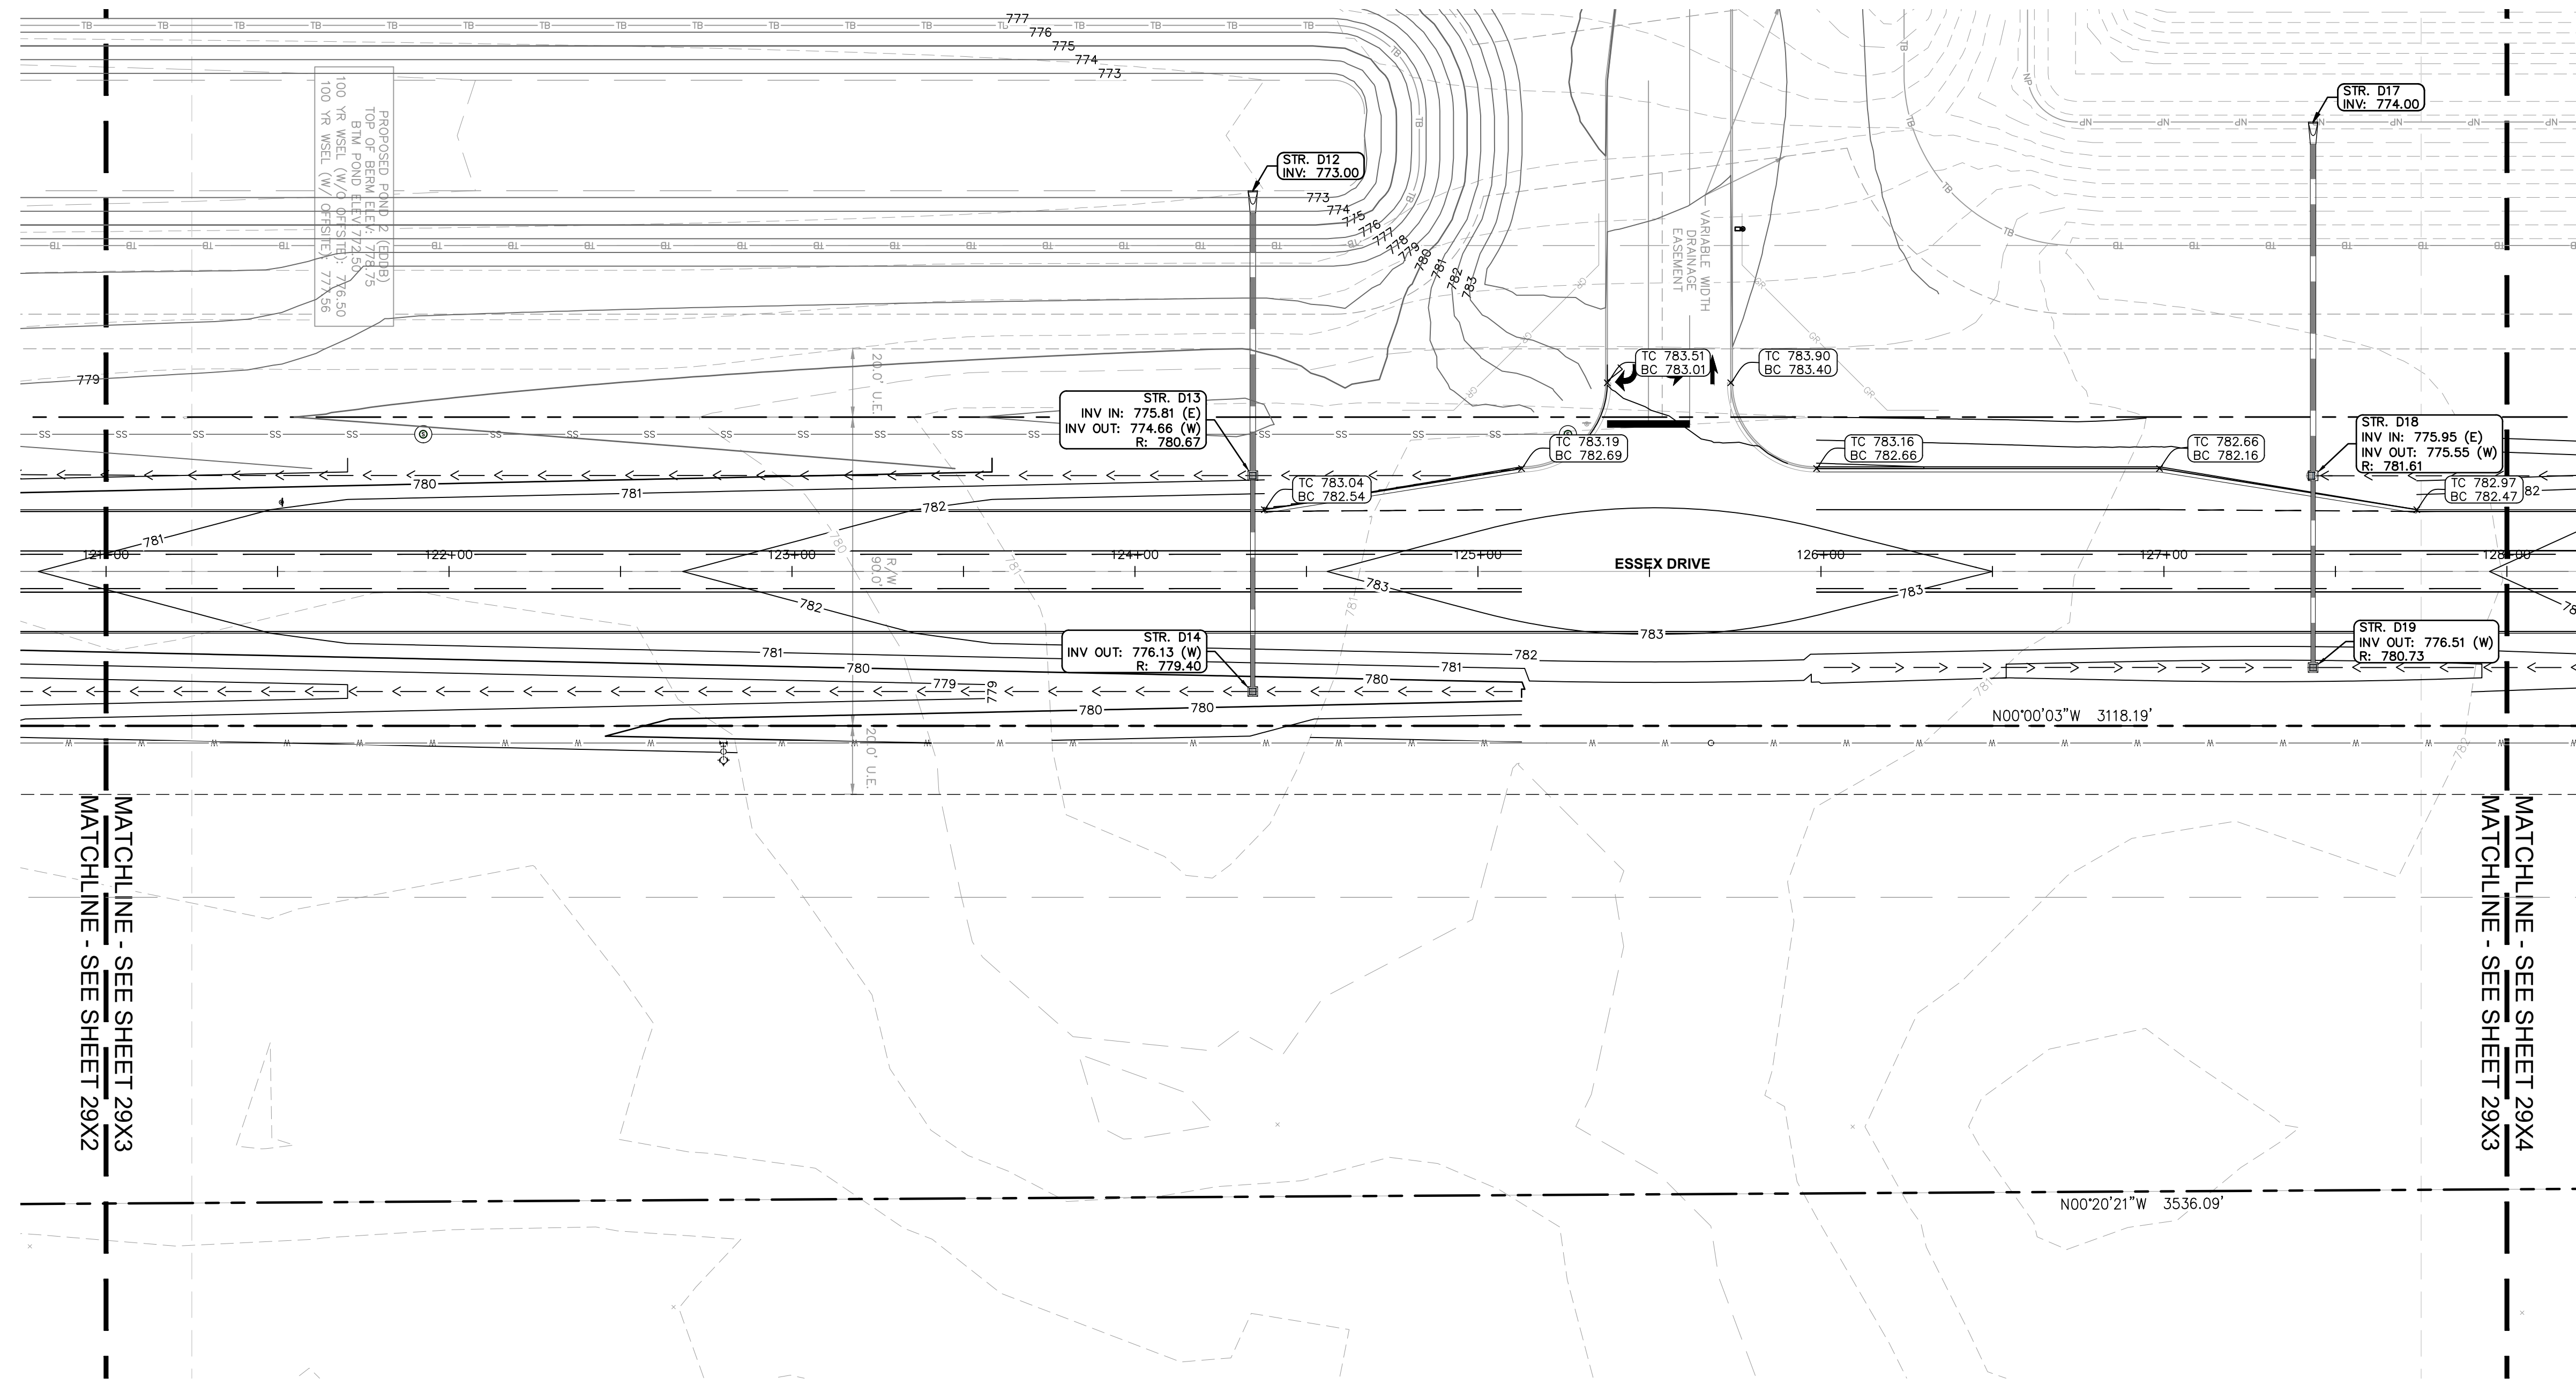 777
776
775
774
773
PROPOSED POND 2 (EDDB)
TOP OF BERM ELEV: 778.75
BTM POND ELEV: 772.50
100 YR WSEL (W/O OFFSITE): 776.50
100 YR WSEL (W/ OFFSITE): 777.56
STR. D12
INV: 773.00
STR. D17
INV: 774.00
773
774
775
776
777
778
779
780
781
782
783
VARIABLE WIDTH
DRAINAGE
EASEMENT
TC 783.51
BC 783.01
TC 783.90
BC 783.40
779
20.0' U.E.
STR. D13
INV IN: 775.81 (E)
INV OUT: 774.66 (W)
R: 780.67
TC 783.19
BC 782.69
TC 783.16
BC 782.66
TC 782.66
BC 782.16
STR. D18
INV IN: 775.95 (E)
INV OUT: 775.55 (W)
R: 781.61
TC 783.04
BC 782.54
TC 782.97
BC 782.47
82
780
781
782
781
780
781
121+00
122+00
123+00
124+00
125+00
126+00
127+00
128+00
R/W
90.0'
ESSEX DRIVE
782
783
783
781
783
STR. D14
INV OUT: 776.13 (W)
R: 779.40
STR. D19
INV OUT: 776.51 (W)
R: 780.73
781
780
779
779
780
780
780
781
782
781
782
N00°00'03"W 3118.19'
20.0' U.E.
MATCHLINE - SEE SHEET 29X3
MATCHLINE - SEE SHEET 29X2
MATCHLINE - SEE SHEET 29X4
MATCHLINE - SEE SHEET 29X3
N00°20'21"W 3536.09'